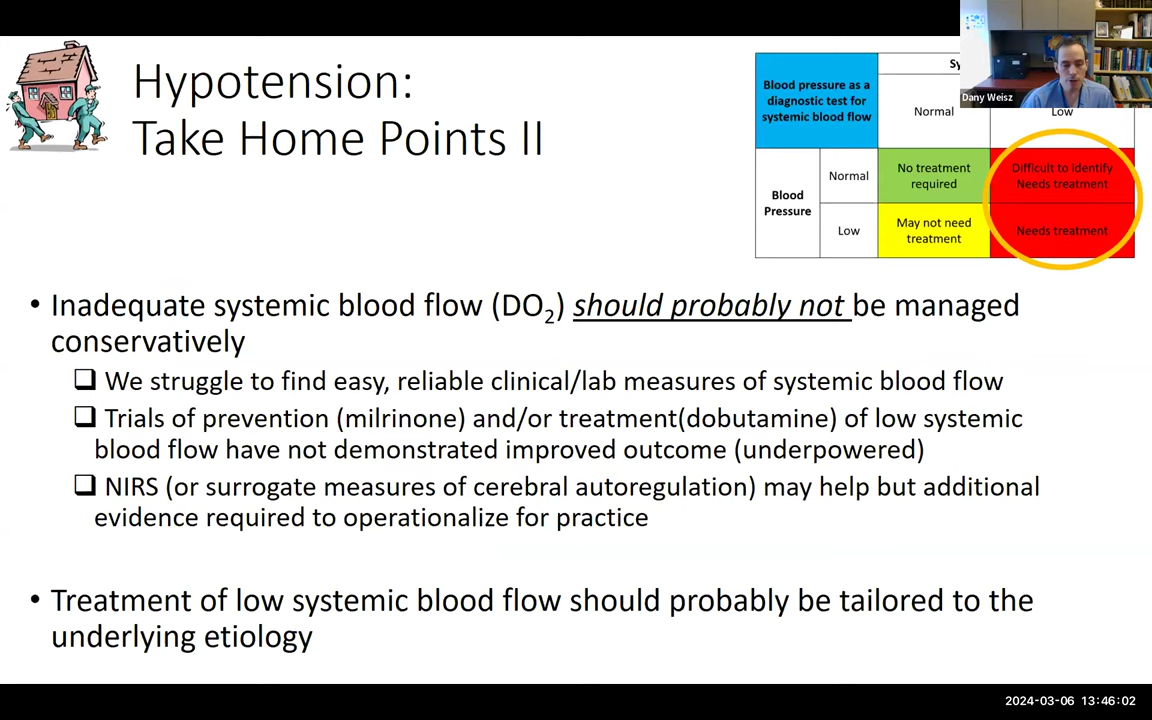 Hypotension:
Take Home Points II
Blood pressure as a
diagnostic test for
systemic blood flow
Normal
Low
Dany Weisz
Blood
Pressure
Normal
No treatment
required
Difficult to identify
Needs treatment
Low
May not need
treatment
Needs treatment
• Inadequate systemic blood flow (DO₂) should probably not be managed
conservatively
❑ We struggle to find easy, reliable clinical/lab measures of systemic blood flow
❑ Trials of prevention (milrinone) and/or treatment(dobutamine) of low systemic
blood flow have not demonstrated improved outcome (underpowered)
❑ NIRS (or surrogate measures of cerebral autoregulation) may help but additional
evidence required to operationalize for practice
• Treatment of low systemic blood flow should probably be tailored to the
underlying etiology
2024-03-06 13:46:02